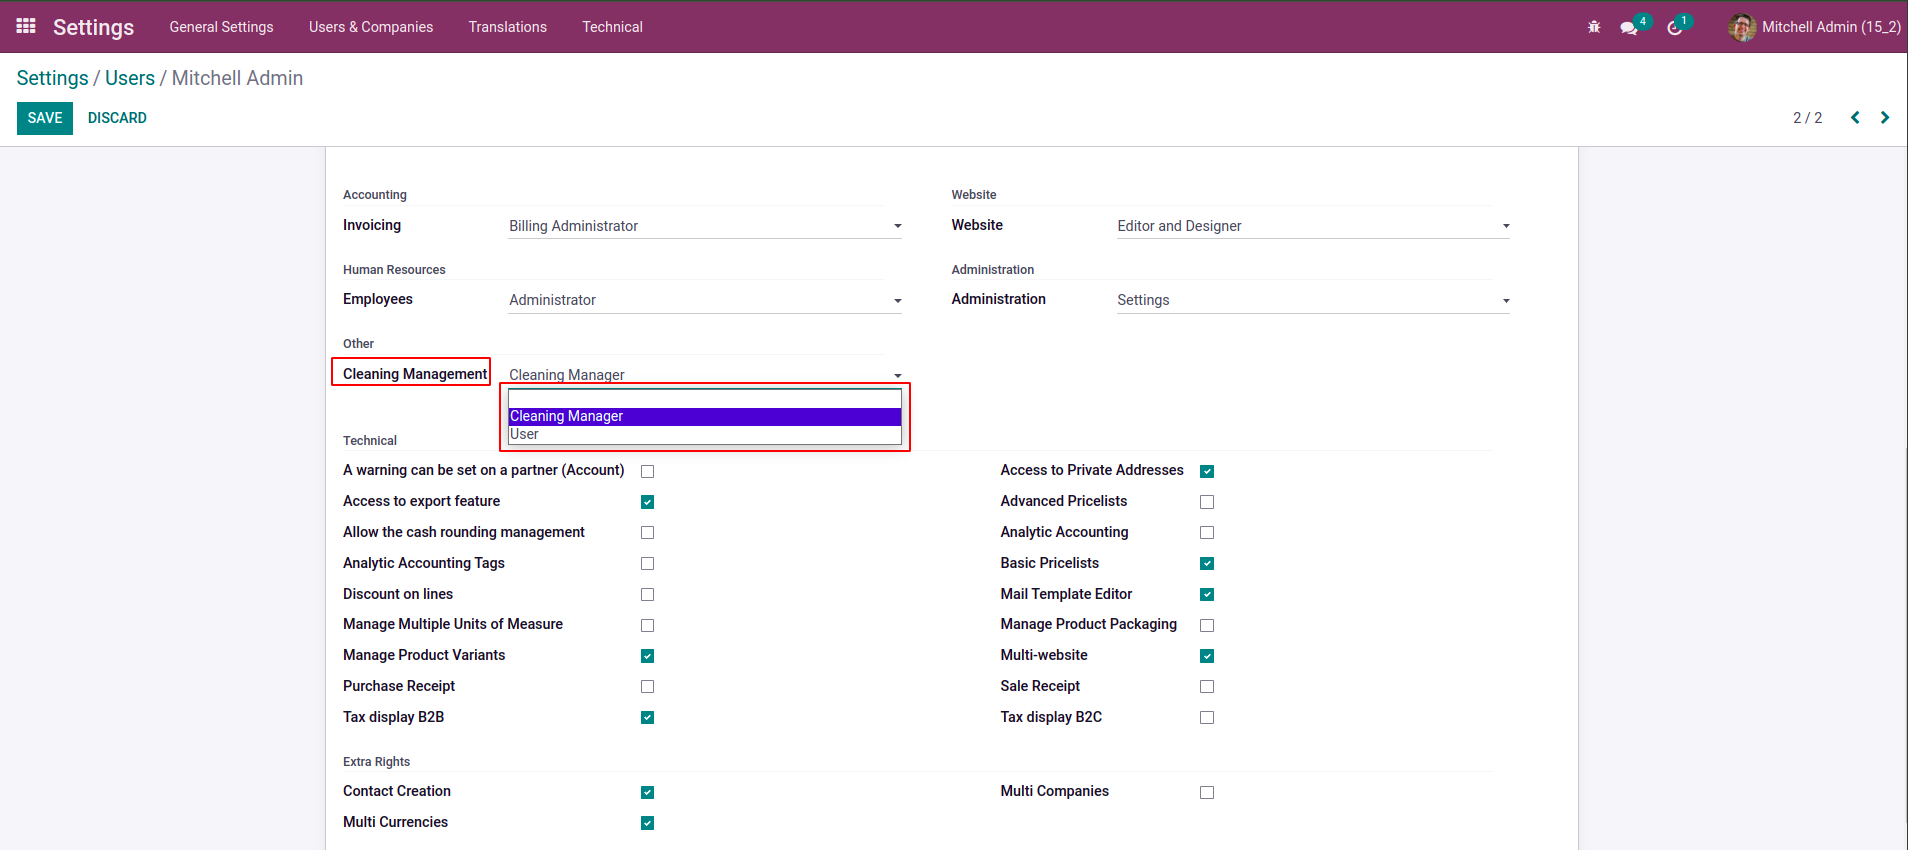 Settings General Settings Users & Companies Translations Technical 4 1 Mitchell Admin (15_2)
Settings / Users / Mitchell Admin
SAVE DISCARD 2 / 2
Accounting Website
Invoicing Billing Administrator Website Editor and Designer
Human Resources Administration
Employees Administrator Administration Settings
Other
Cleaning Management Cleaning Manager
Cleaning Manager
User
Technical
A warning can be set on a partner (Account) Access to Private Addresses
Access to export feature Advanced Pricelists
Allow the cash rounding management Analytic Accounting
Analytic Accounting Tags Basic Pricelists
Discount on lines Mail Template Editor
Manage Multiple Units of Measure Manage Product Packaging
Manage Product Variants Multi-website
Purchase Receipt Sale Receipt
Tax display B2B Tax display B2C
Extra Rights
Contact Creation Multi Companies
Multi Currencies